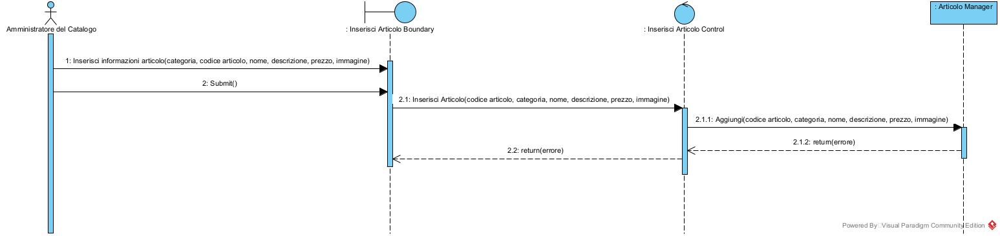 : Articolo Manager
Amministratore del Catalogo
: Inserisci Articolo Boundary
: Inserisci Articolo Control
1: Inserisci informazioni articolo(categoria, codice articolo, nome, descrizione, prezzo, immagine)
2: Submit()
2.1: Inserisci Articolo(codice articolo, categoria, nome, descrizione, prezzo, immagine)
2.1.1: Aggiungi(codice articolo, categoria, nome, descrizione, prezzo, immagine)
2.1.2: return(errore)
2.2: return(errore)
Powered By Visual Paradigm Community Edition